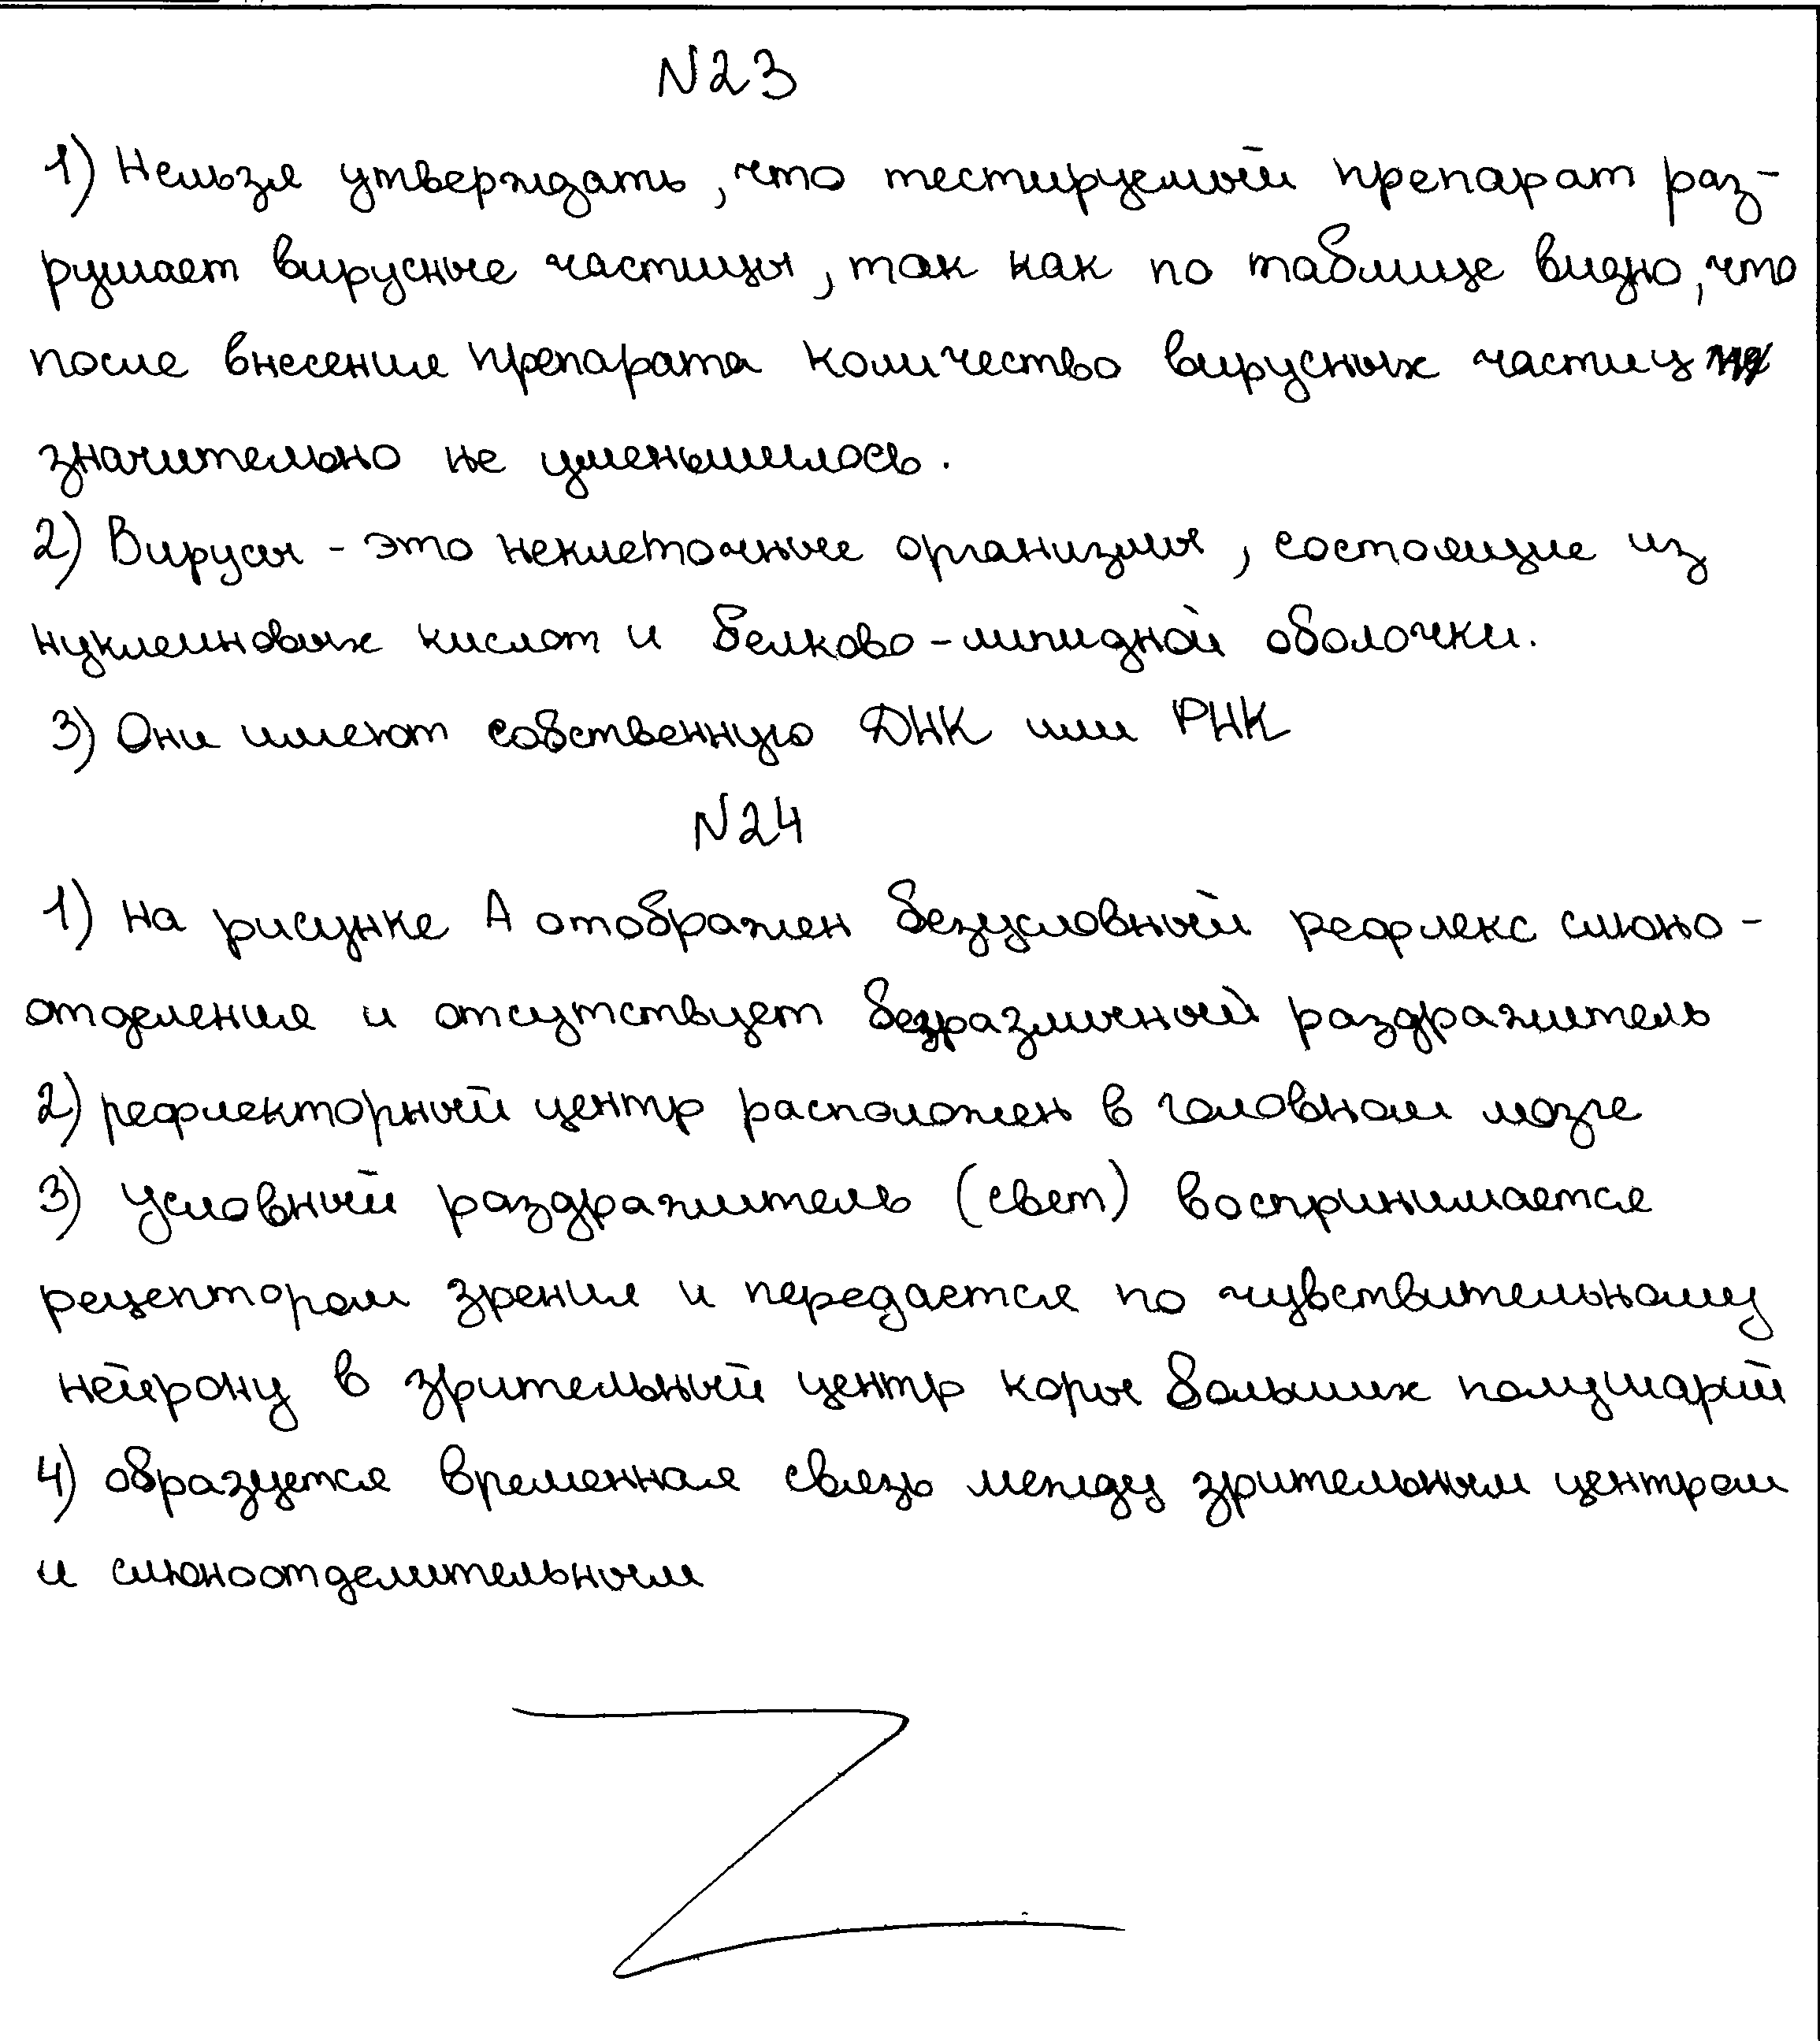 N23
1) Нельзя утверждать, что тестируемый препарат раз-
рушает вирусные частицы, так как по таблице видно, что
после внесения препарата количество вирусных частиц
значительно не уменьшилось.
2) Вирусы - это неклеточные организмы, состоящие из
нуклеиновых кислот и белково-липидной оболочки.
3) Они имеют собственную ДНК или РНК
N24
1) на рисунке А отображен безусловный рефлекс слюно-
отделения и отсутствует безразличный раздражитель
2) рефлекторный центр расположен в головном мозге
3) условный раздражитель (свет) воспринимается
рецептором зрения и передается по чувствительному
нейрону в зрительный центр коры больших полушарий
4) образуется временная связь между зрительным центром
и слюноотделительным
Z